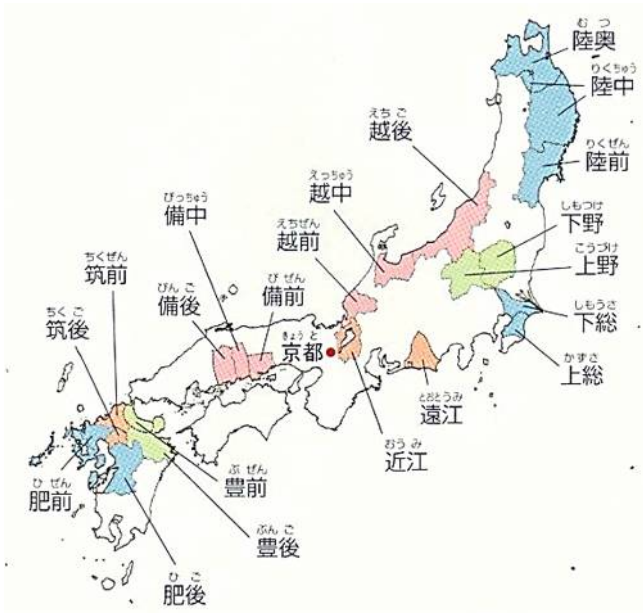 むつ
陸奥
りくちゅう
陸中
りくぜん
陸前
えちご
越後
えっちゅう
越中
えちぜん
越前
しもつけ
下野
こうづけ
上野
しもうさ
下総
かずさ
上総
びっちゅう
備中
びんご
備後
びぜん
備前
ちくぜん
筑前
ちくご
筑後
きょうと
京都
とおとうみ
遠江
おうみ
近江
ひぜん
肥前
ぶぜん
豊前
ぶんご
豊後
ひご
肥後